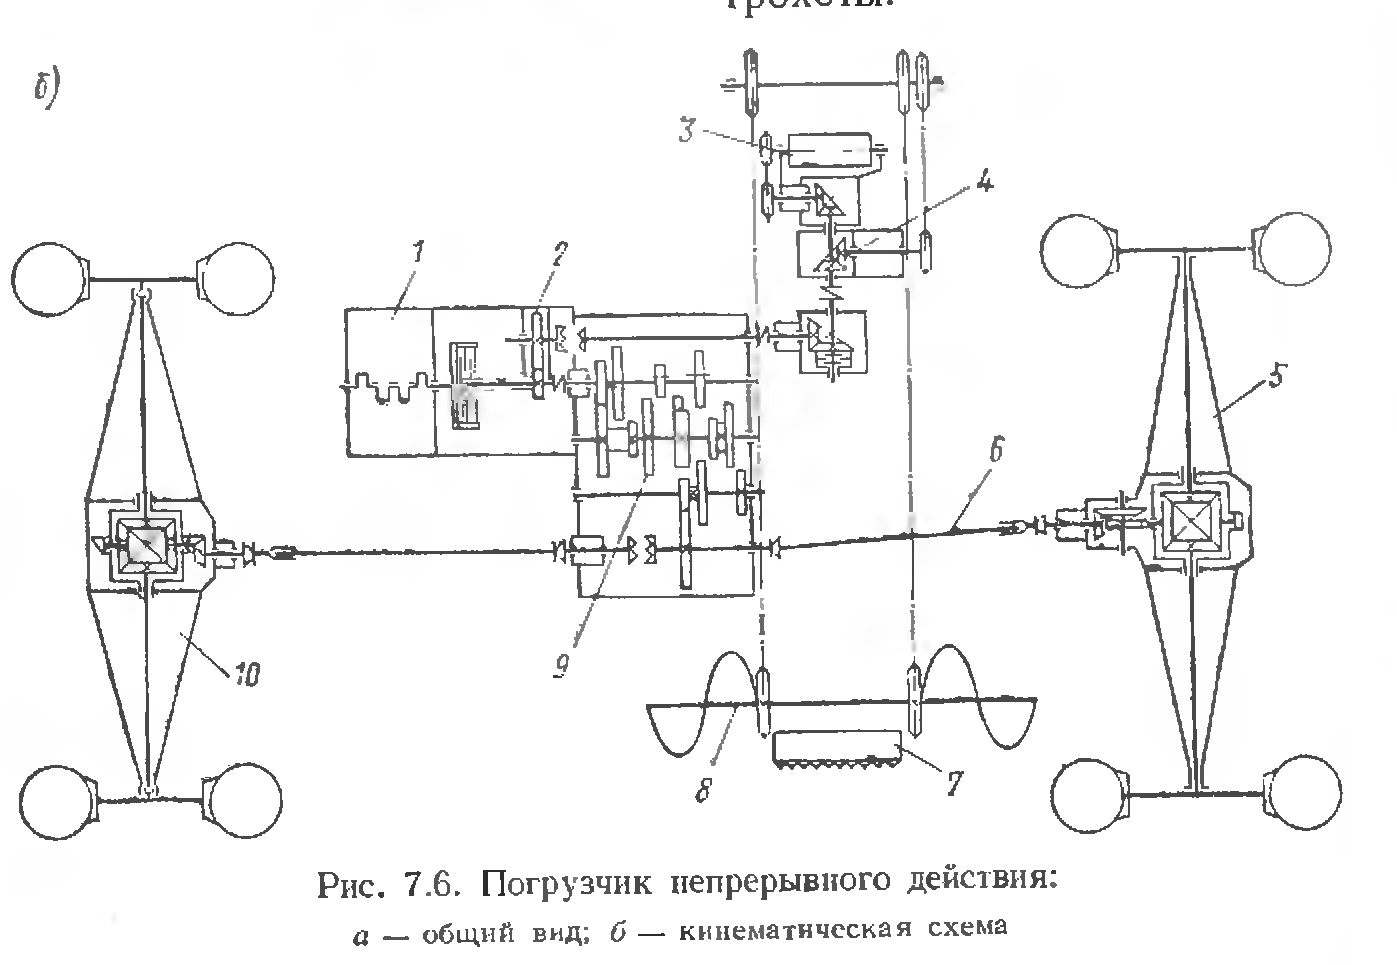 трохоты.
б)
3
4
1
2
5
6
10
9
8
7
Рис. 7.6. Погрузчик непрерывного действия:
а — общий вид; б — кинематическая схема